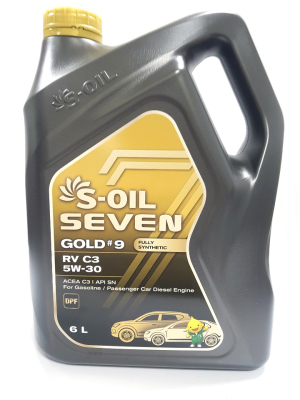 S-OIL
S-OIL
SEVEN
GOLD #9
FULLY
SYNTHETIC
RV C3
5W-30
ACEA C3 I API SN
For Gasoline / Passenger Car Diesel Engine
DPF
6 L